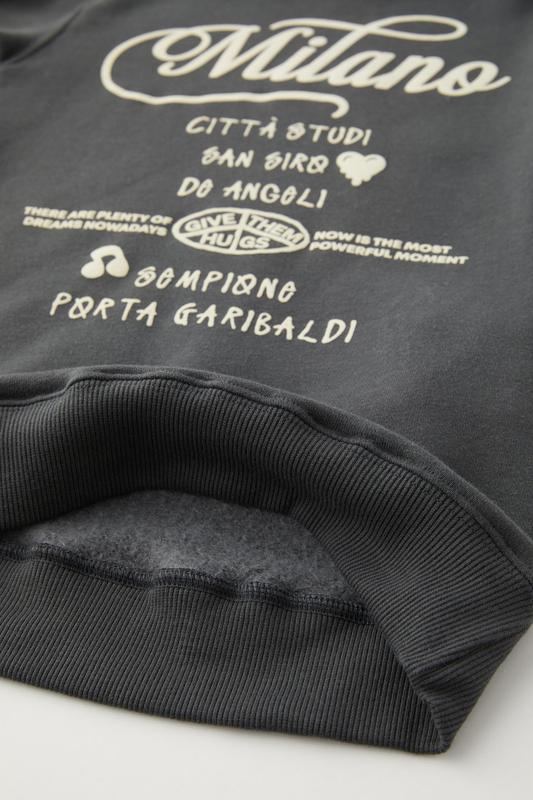 Milano
CITTÀ STUDI
SAN SIRO
DE ANGELI
THERE ARE PLENTY OF
DREAMS NOWADAYS
GIVE THEM
HUGS
NOW IS THE MOST
POWERFUL MOMENT
SEMPIONE
PORTA GARIBALDI